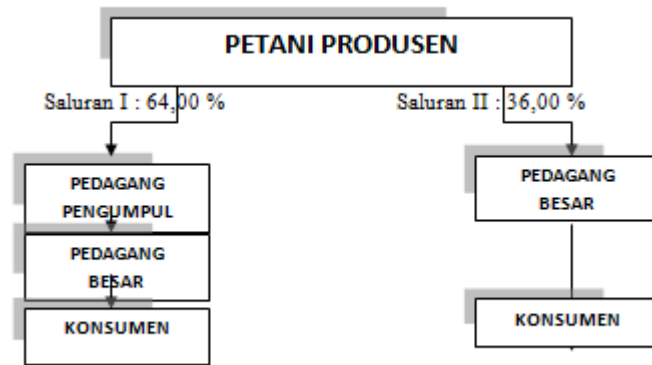 PETANI PRODUSEN
Saluran I : 64,00 %
Saluran II : 36,00 %
PEDAGANG
PENGUMPUL
PEDAGANG
BESAR
KONSUMEN
PEDAGANG
BESAR
KONSUMEN